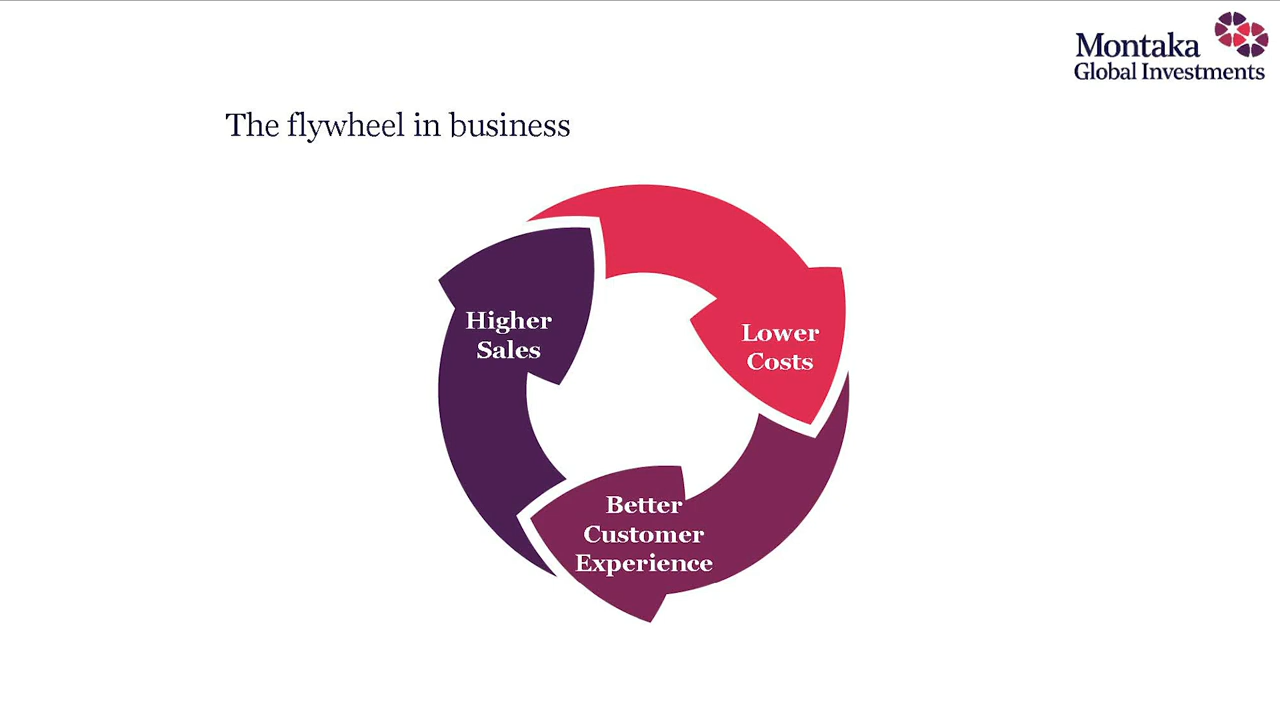 Montaka
Global Investments
The flywheel in business
Higher
Sales
Lower
Costs
Better
Customer
Experience